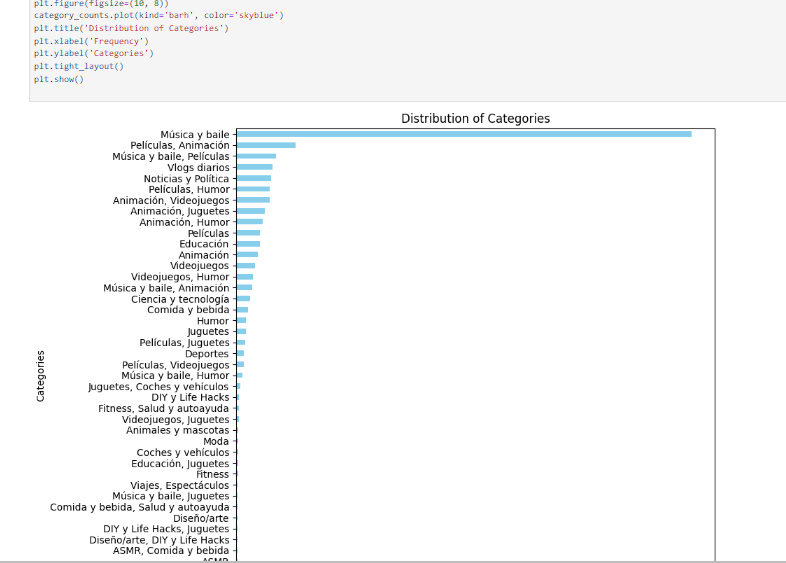 plt.figure(figsize=(10, 8))
category_counts.plot(kind='barh', color='skyblue')
plt.title('Distribution of Categories')
plt.xlabel('Frequency')
plt.ylabel('Categories')
plt.tight_layout()
plt.show()
Distribution of Categories
Música y baile
Películas, Animación
Música y baile, Películas
Vlogs diarios
Noticias y Política
Películas, Humor
Animación, Videojuegos
Animación, Juguetes
Animación, Humor
Películas
Educación
Animación
Videojuegos
Videojuegos, Humor
Música y baile, Animación
Ciencia y tecnología
Comida y bebida
Humor
Juguetes
Películas, Juguetes
Deportes
Películas, Videojuegos
Música y baile, Humor
Juguetes, Coches y vehículos
DIY y Life Hacks
Fitness, Salud y autoayuda
Videojuegos, Juguetes
Animales y mascotas
Moda
Coches y vehículos
Educación, Juguetes
Fitness
Viajes, Espectáculos
Música y baile, Juguetes
Comida y bebida, Salud y autoayuda
Diseño/arte
DIY y Life Hacks, Juguetes
Diseño/arte, DIY y Life Hacks
ASMR, Comida y bebida
ASMR
Categories